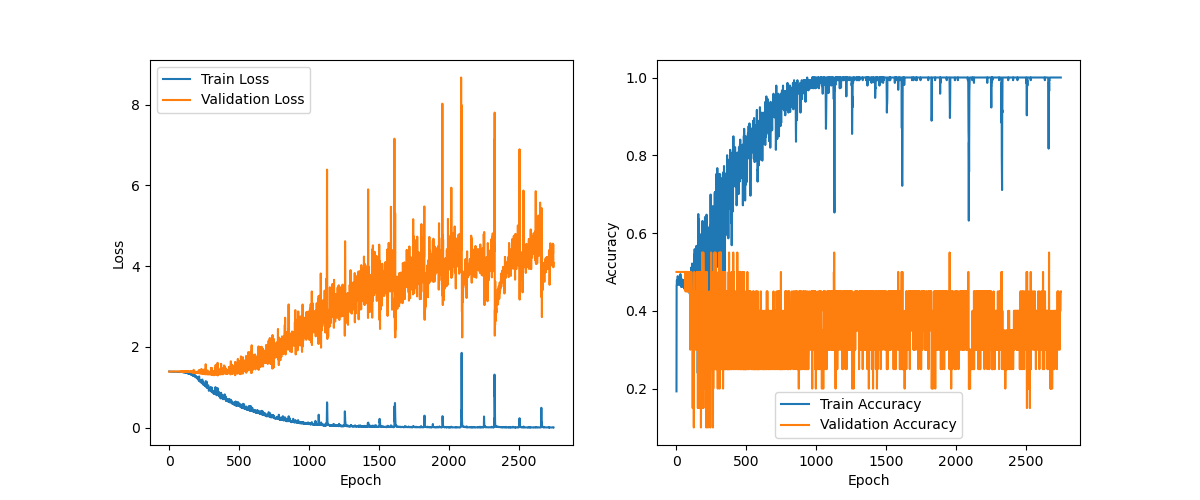 Train Loss
Validation Loss
Loss
8
6
4
2
0
0 500 1000 1500 2000 2500
Epoch
Accuracy
1.0
0.8
0.6
0.4
0.2
Train Accuracy
Validation Accuracy
0 500 1000 1500 2000 2500
Epoch